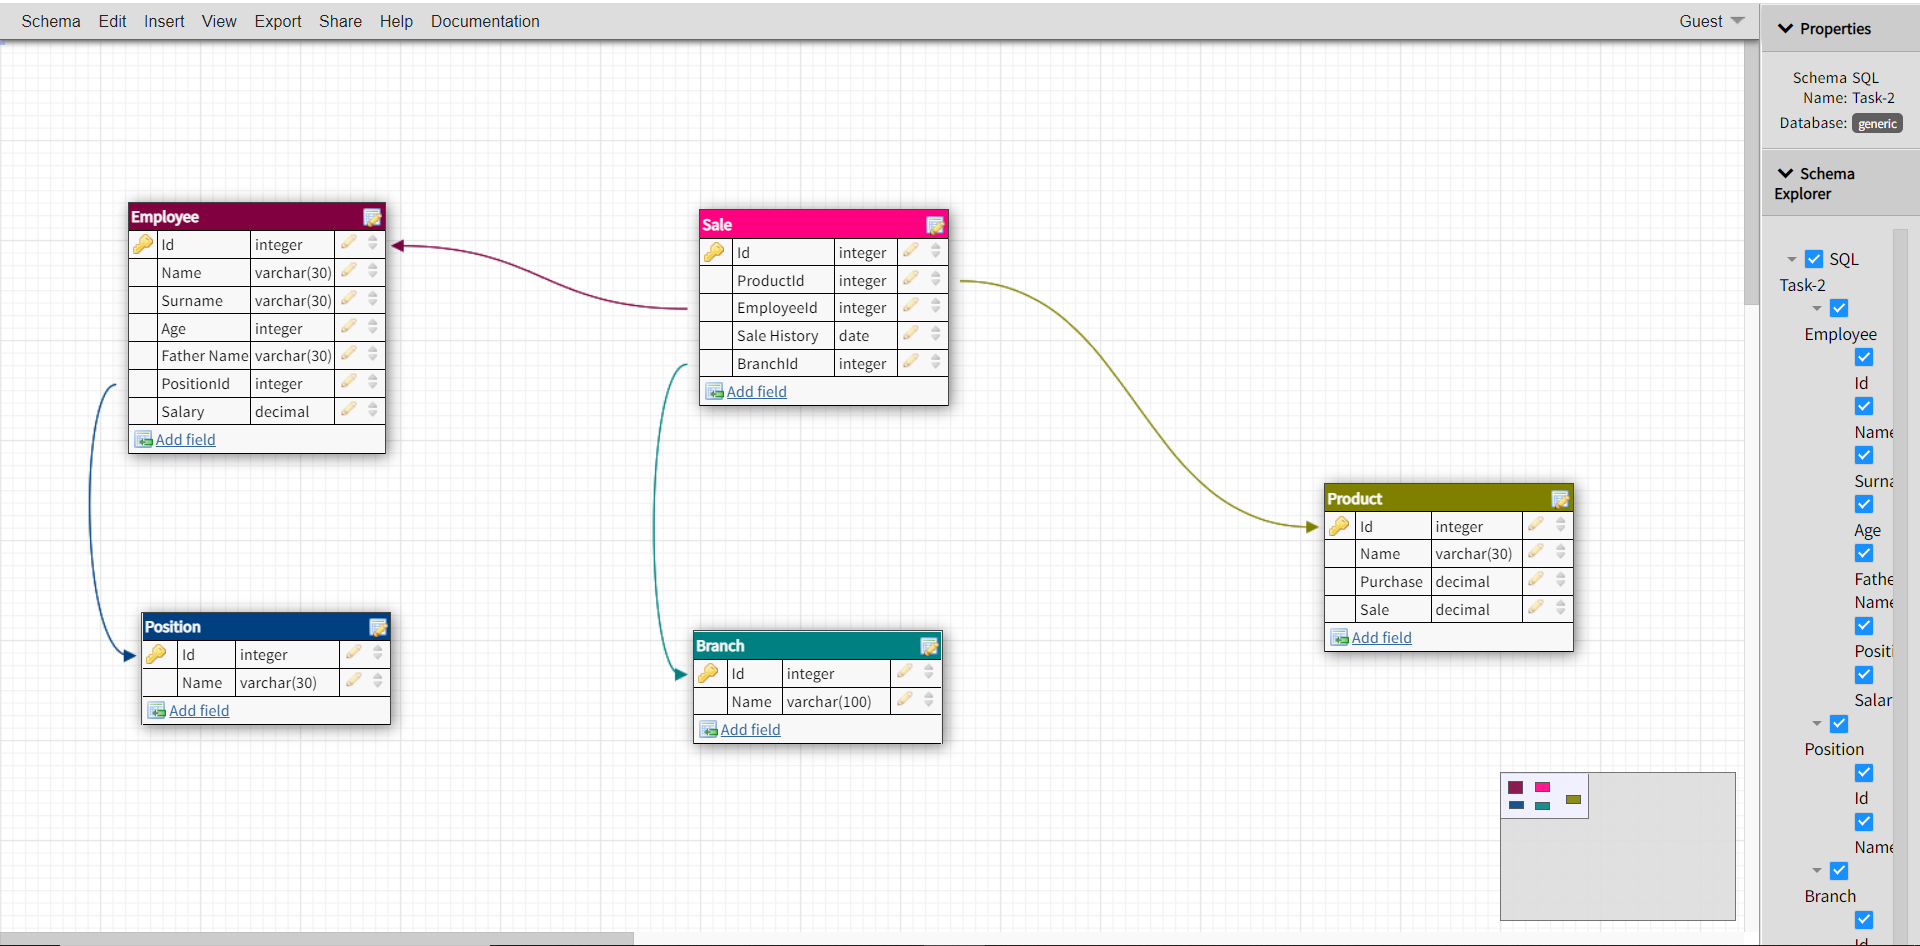 Schema Edit Insert View Export Share Help Documentation
Guest
Employee
Id integer
Name varchar(30)
Surname varchar(30)
Age integer
Father Name varchar(30)
PositionId integer
Salary decimal
Add field
Sale
Id integer
ProductId integer
EmployeeId integer
Sale History date
BranchId integer
Add field
Product
Id integer
Name varchar(30)
Purchase decimal
Sale decimal
Add field
Position
Id integer
Name varchar(30)
Add field
Branch
Id integer
Name varchar(100)
Add field
Properties
Schema SQL
Name: Task-2
Database: generic
Schema
Explorer
SQL
Task-2
Employee
Id
Name
Surna
Age
Fathe
Name
Positi
Salar
Position
Id
Name
Branch
Id